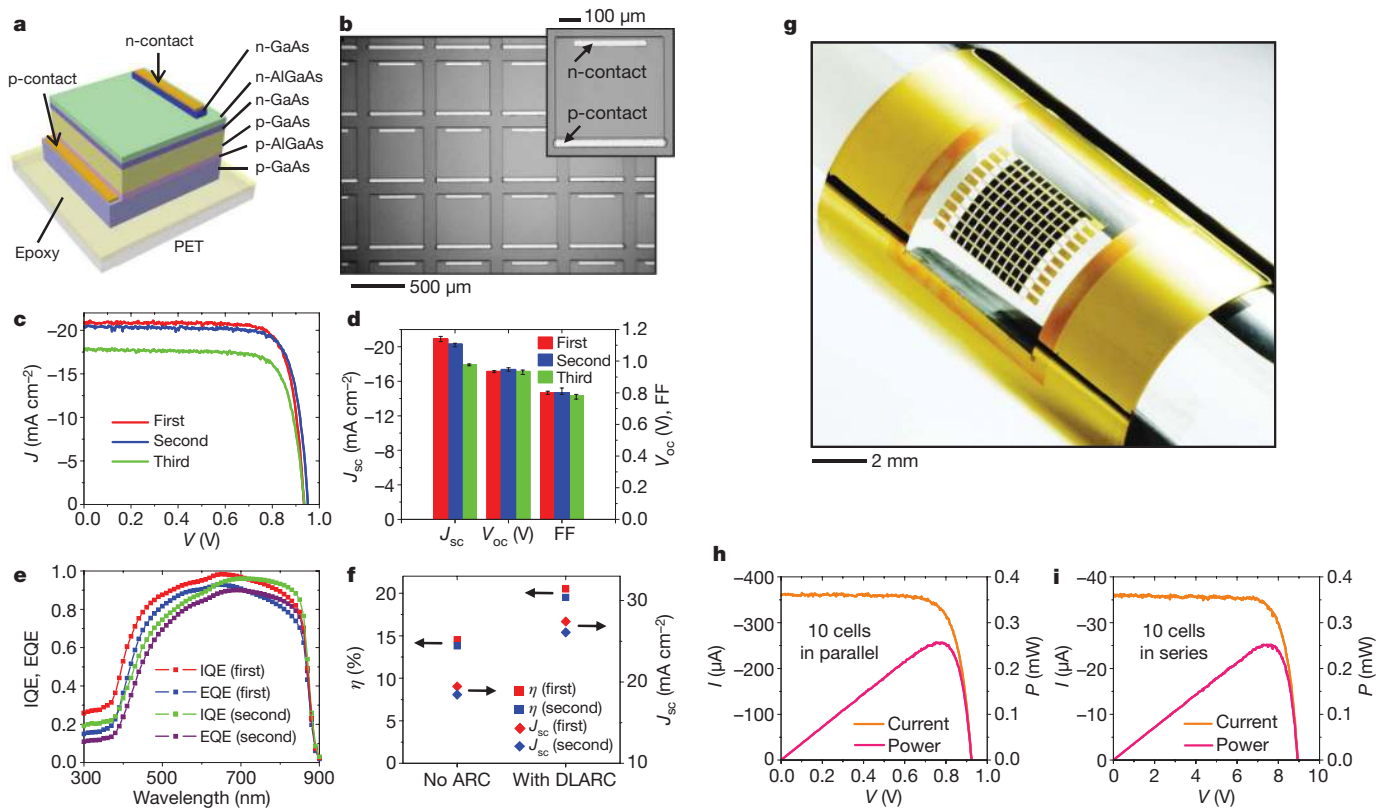 a
n-contact
p-contact
n-GaAs
n-AlGaAs
n-GaAs
p-GaAs
p-AlGaAs
p-GaAs
Epoxy
PET
b
100 µm
n-contact
p-contact
500 µm
c
J (mA cm⁻²)
−20
−15
−10
−5
0
First
Second
Third
0.0 0.2 0.4 0.6 0.8 1.0
V (V)
d
J_sc (mA cm⁻²)
−20
−16
−12
−8
−4
0
First
Second
Third
1.2
1.0
0.8
0.6
0.4
0.2
0.0
V_oc (V), FF
J_sc V_oc (V) FF
e
IQE, EQE
1.0
0.8
0.6
0.4
0.2
0.0
IQE (first)
EQE (first)
IQE (second)
EQE (second)
300 500 700 900
Wavelength (nm)
f
η (%)
20
15
10
5
0
η (first)
η (second)
J_sc (first)
J_sc (second)
30
20
10
J_sc (mA cm⁻²)
No ARC With DLARC
g
2 mm
h
I (µA)
−400
−300
−200
−100
0
10 cells
in parallel
Current
Power
0.4
0.3
0.2
0.1
0.0
P (mW)
0.0 0.2 0.4 0.6 0.8 1.0
V (V)
i
I (µA)
−40
−30
−20
−10
0
10 cells
in series
Current
Power
0.4
0.3
0.2
0.1
0.0
P (mW)
0 2 4 6 8 10
V (V)